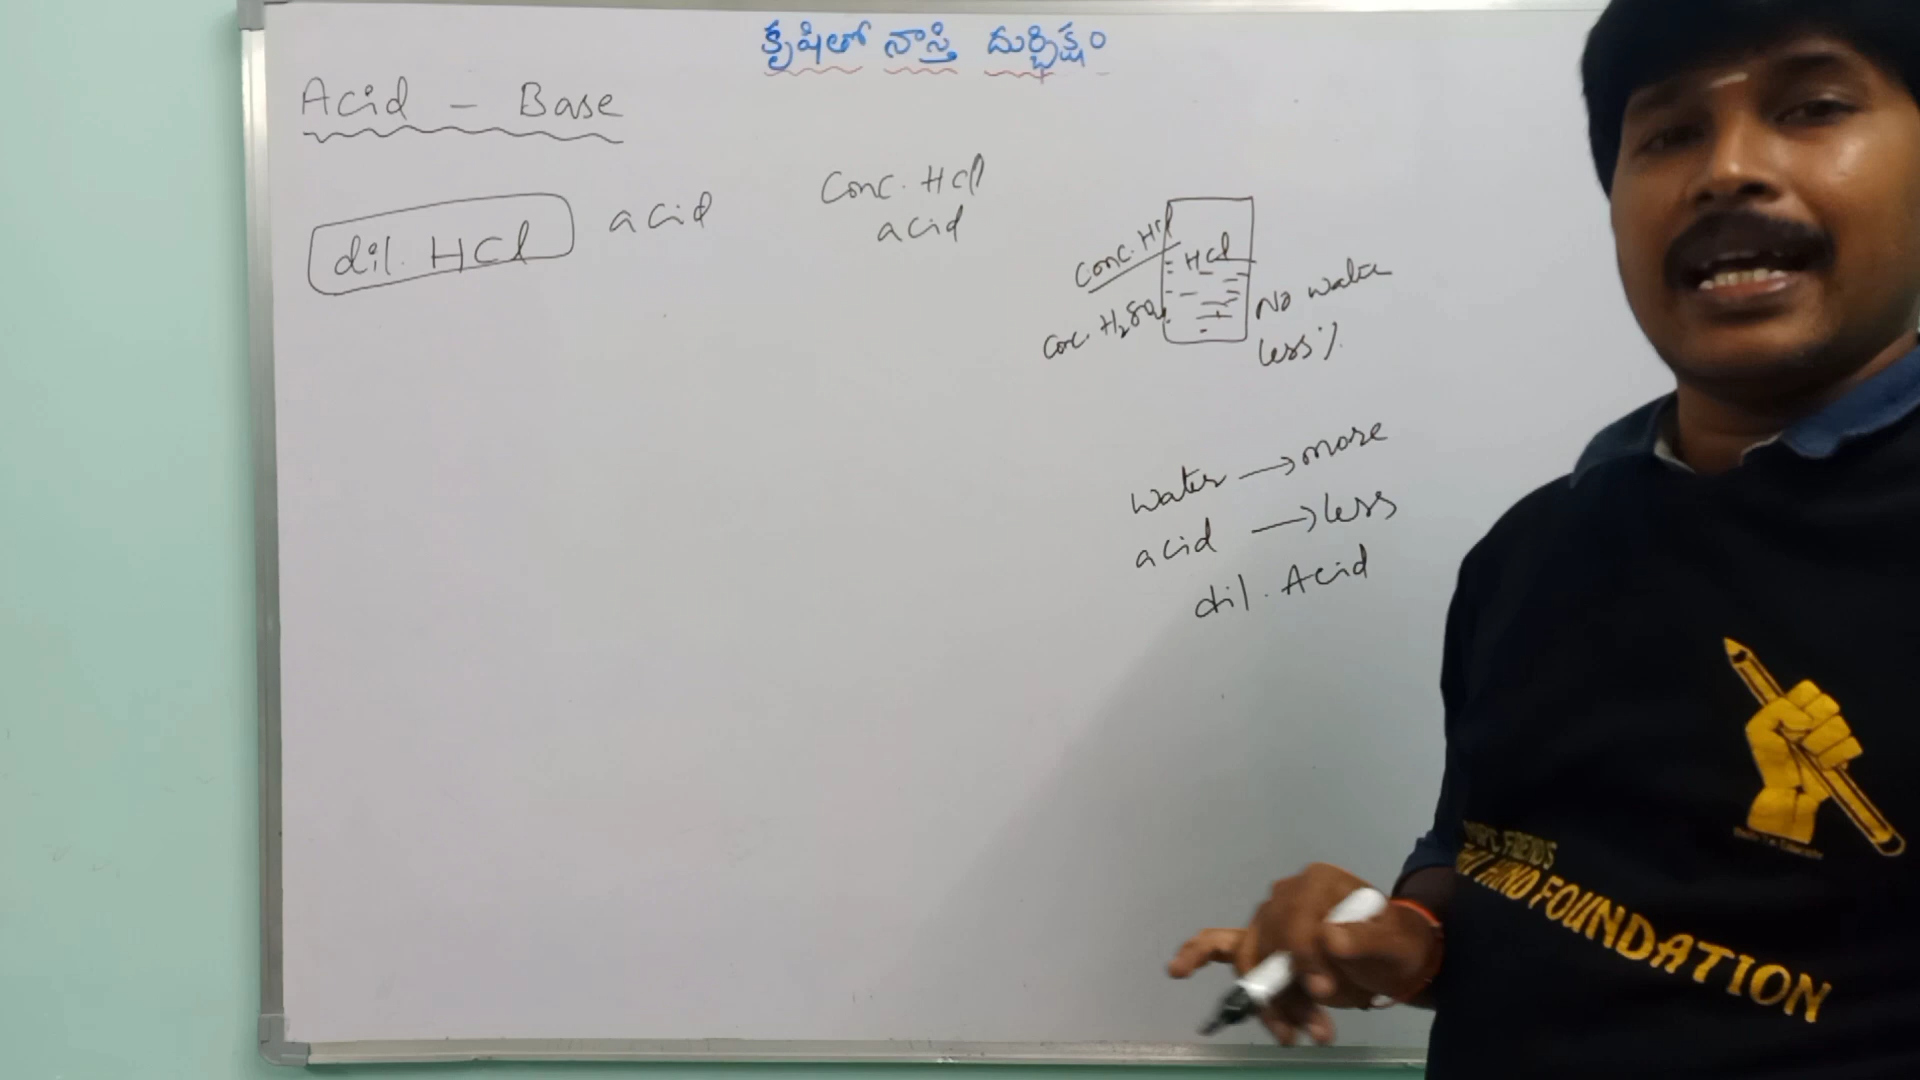 కృషితో నాస్తి దుర్భిక్షం
Acid - Base
dil. HCl acid
Conc. HCl
acid
Conc. HCl
HCl
Conc. H₂SO₄
No water
less %
water → more
acid → less
dil. Acid
FOUNDATION